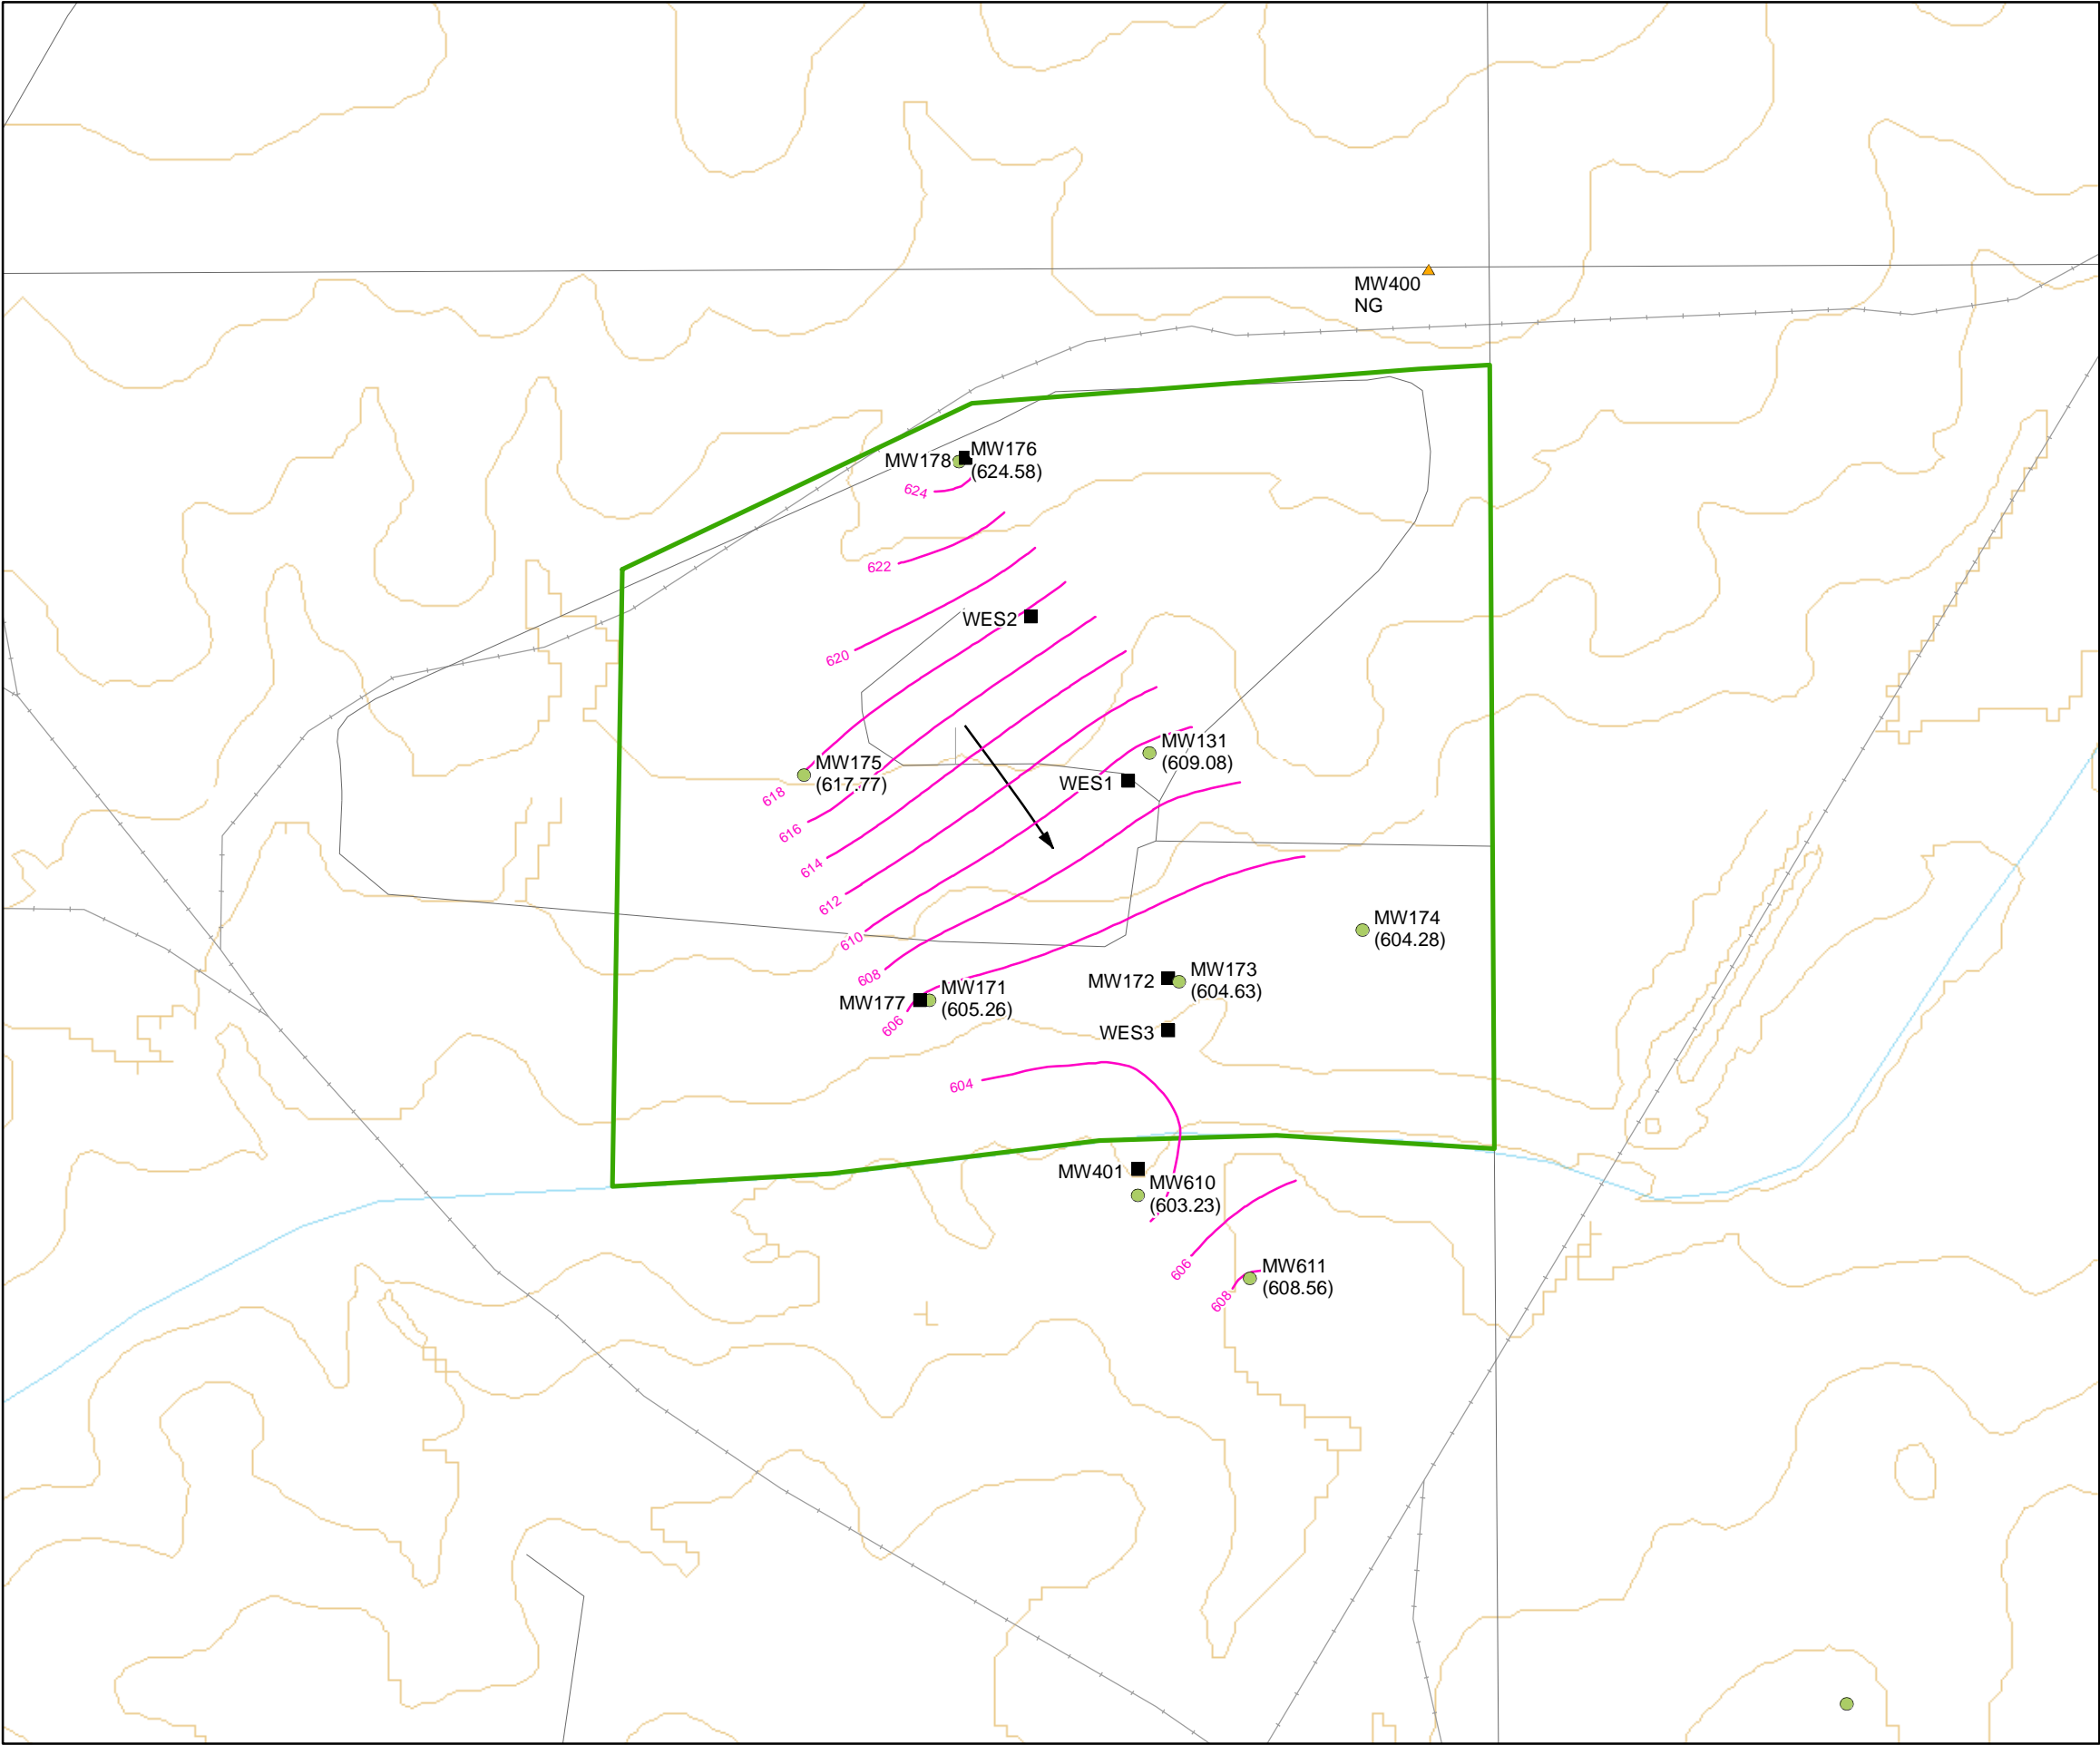 MW400
NG
MW176
MW178
(624.58)
624
622
WES2
620
MW131
(609.08)
MW175
(617.77)
WES1
618
616
614
612
MW174
(604.28)
610
608
MW173
MW172
(604.63)
MW171
MW177
(605.26)
606
WES3
604
MW401
MW610
(603.23)
606
MW611
(608.56)
608